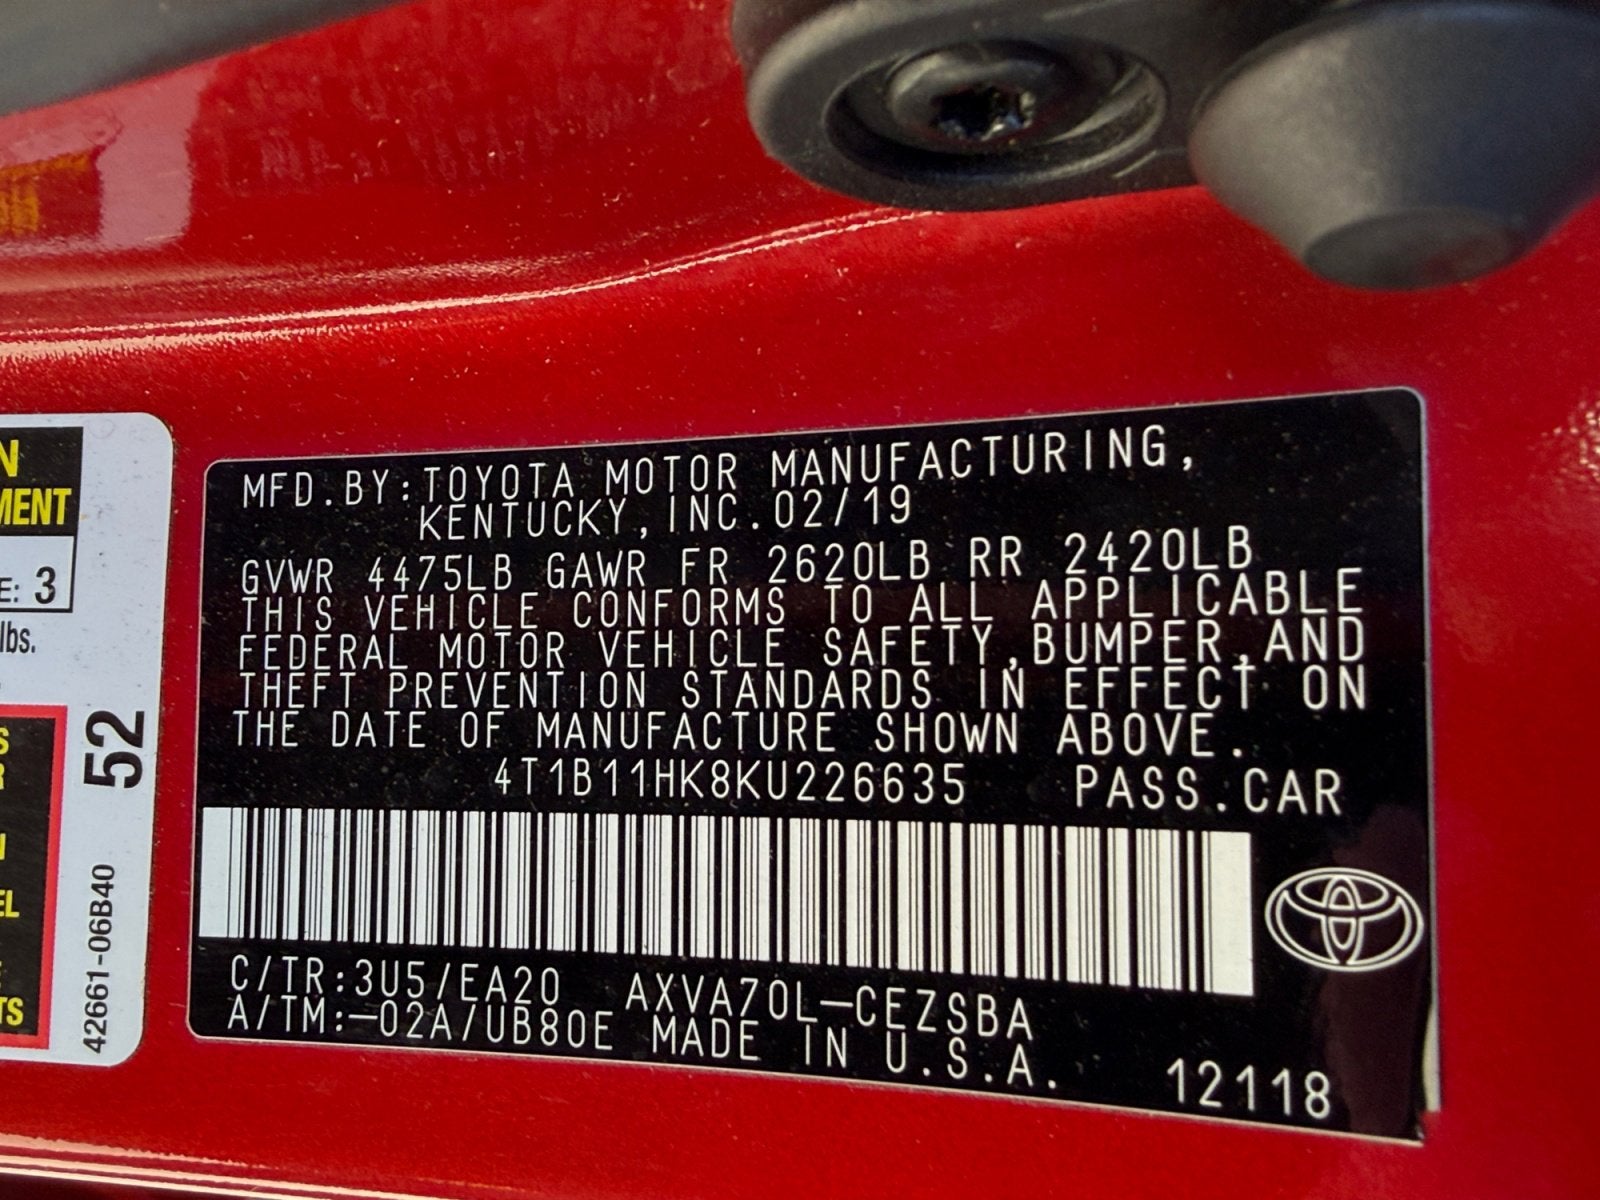 MFD.BY:TOYOTA MOTOR MANUFACTURING,
KENTUCKY,INC.02/19
GVWR 4475LB GAWR FR 2620LB RR 2420LB
THIS VEHICLE CONFORMS TO ALL APPLICABLE
FEDERAL MOTOR VEHICLE SAFETY,BUMPER,AND
THEFT PREVENTION STANDARDS IN EFFECT ON
THE DATE OF MANUFACTURE SHOWN ABOVE.
4T1B11HK8KU226635 PASS.CAR
C/TR:3U5/EA20 AXVA70L-CEZSBA
A/TM:-02A/UB80E MADE IN U.S.A.
12118
E: 3
lbs.
52
42661-06B40